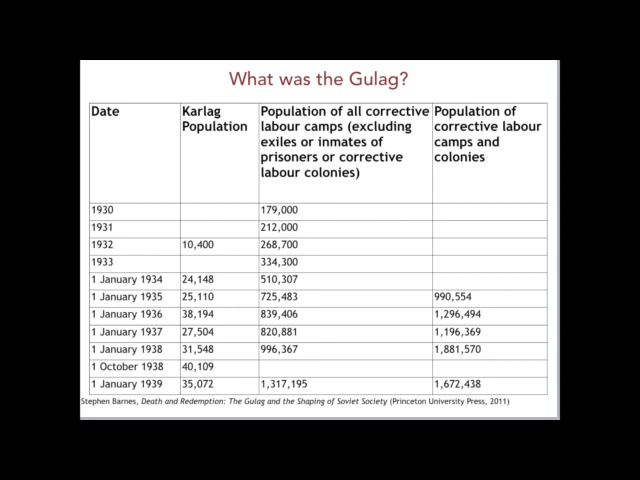 What was the Gulag?
Date Karlag Population of all corrective Population of
Population labour camps (excluding corrective labour
exiles or inmates of camps and
prisoners or corrective colonies
labour colonies)
1930 179,000
1931 212,000
1932 10,400 268,700
1933 334,300
1 January 1934 24,148 510,307
1 January 1935 25,110 725,483 990,554
1 January 1936 38,194 839,406 1,296,494
1 January 1937 27,504 820,881 1,196,369
1 January 1938 31,548 996,367 1,881,570
1 October 1938 40,109
1 January 1939 35,072 1,317,195 1,672,438
Stephen Barnes, Death and Redemption: The Gulag and the Shaping of Soviet Society (Princeton University Press, 2011)